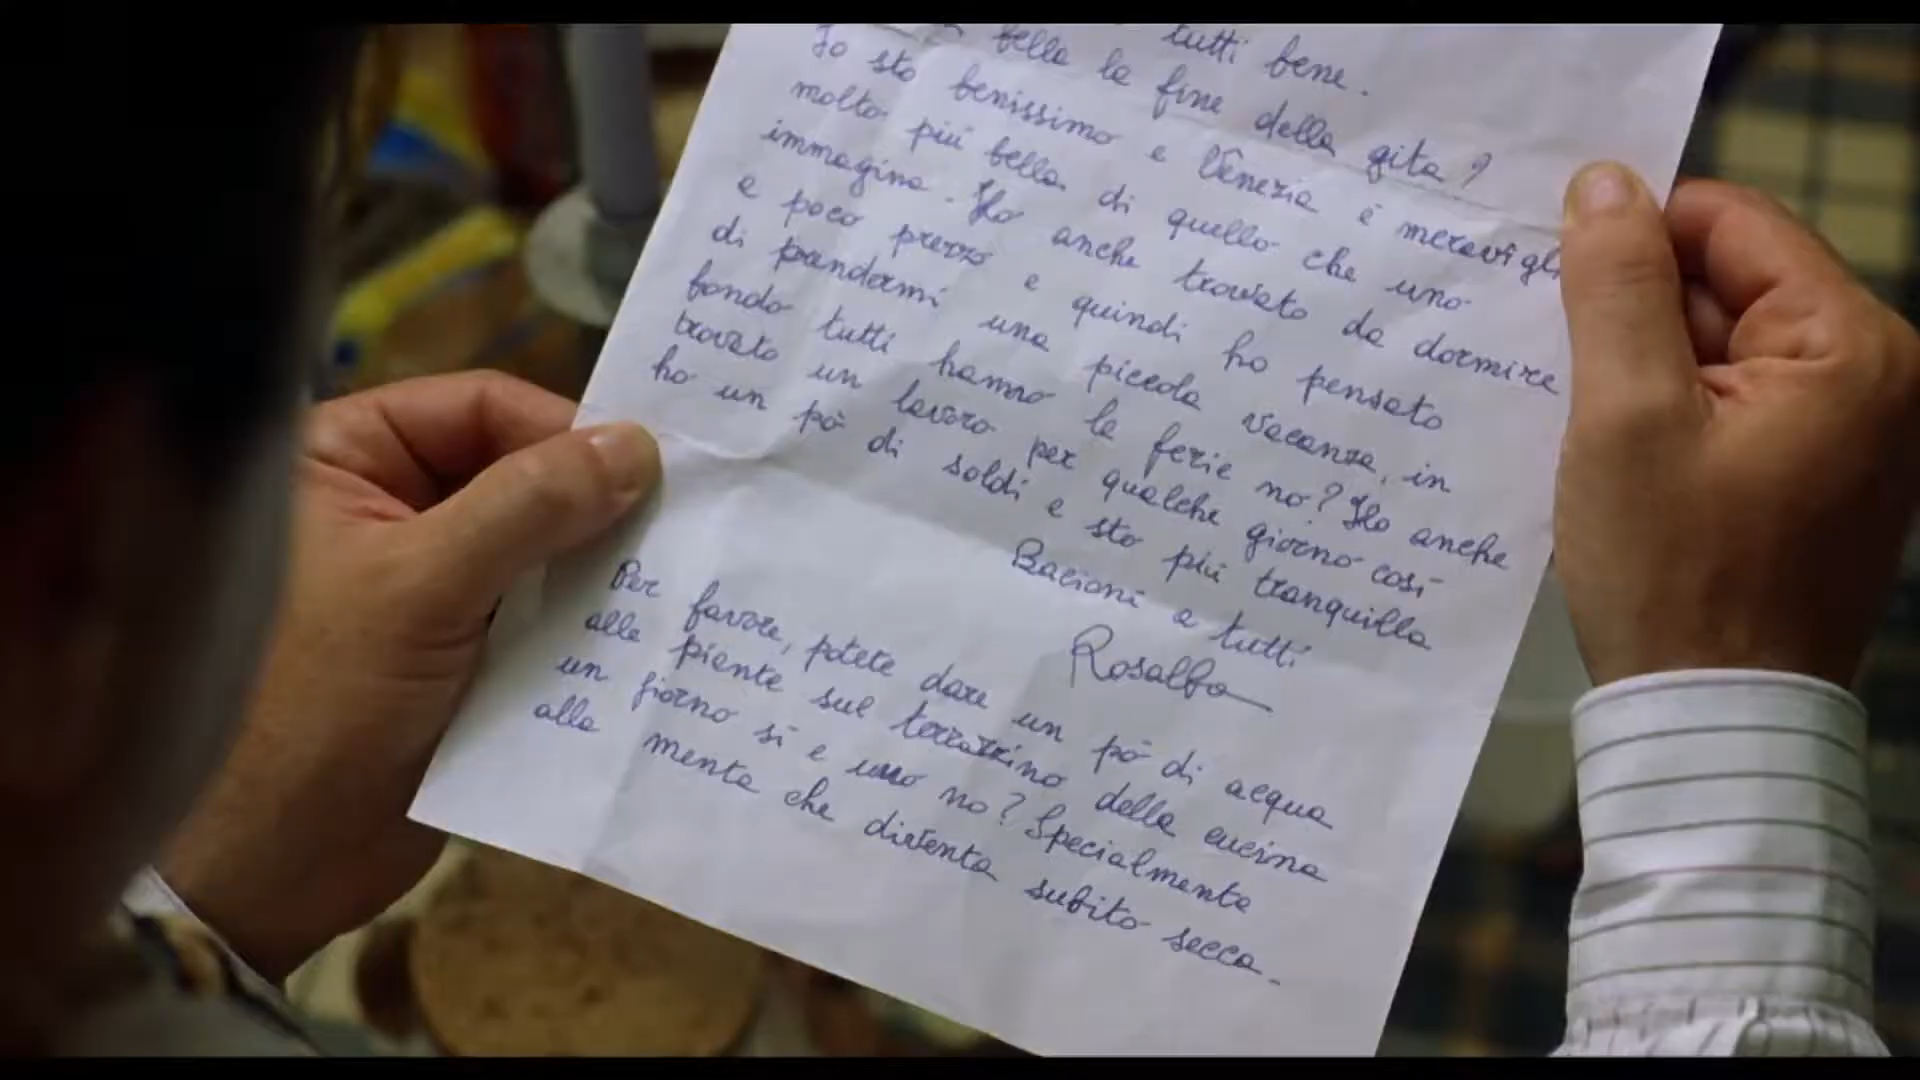 tutti bene.
bella la fine della gita?
Io sto benissimo e Venezia è meravigli
molto più bella di quello che uno
immagina. Ho anche trovato da dormire
a poco prezzo e quindi ho pensato
di prendermi una piccola vacanza, in
fondo tutti hanno le ferie no? Ho anche
trovato un lavoro per qualche giorno così
ho un pò di soldi e sto più tranquilla
Bacioni a tutti
Rosalba
Per favore, potete dare un pò di acqua
alle piante sul terrazzino della cucina
un giorno si e uno no? Specialmente
alla menta che diventa subito secca.